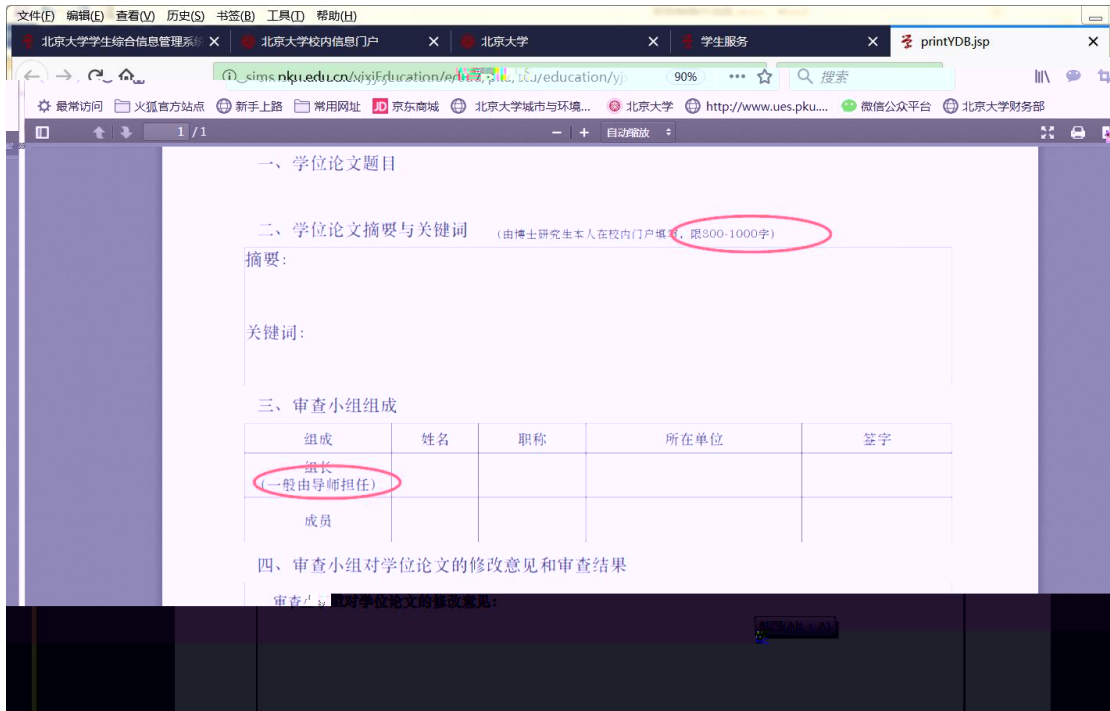 文件(F) 编辑(E) 查看(V) 历史(S) 书签(B) 工具(T) 帮助(H)
北京大学学生综合信息管理系统 北京大学校内信息门户 北京大学 学生服务 printYDB.jsp
90% 搜索
最常访问 火狐官方站点 新手上路 常用网址 JD 京东商城 北京大学城市与环境... 北京大学 http://www.ues.pku.... 微信公众平台 北京大学财务部
1 / 1 自动缩放
一、学位论文题目
二、学位论文摘要与关键词 (由博士研究生本人在校内门户填写,限800-1000字)
摘要:
关键词:
三、审查小组组成
组成 姓名 职称 所在单位 签字
组长
(一般由导师担任)
成员
四、审查小组对学位论文的修改意见和审查结果
审查小组对学位论文的修改意见: